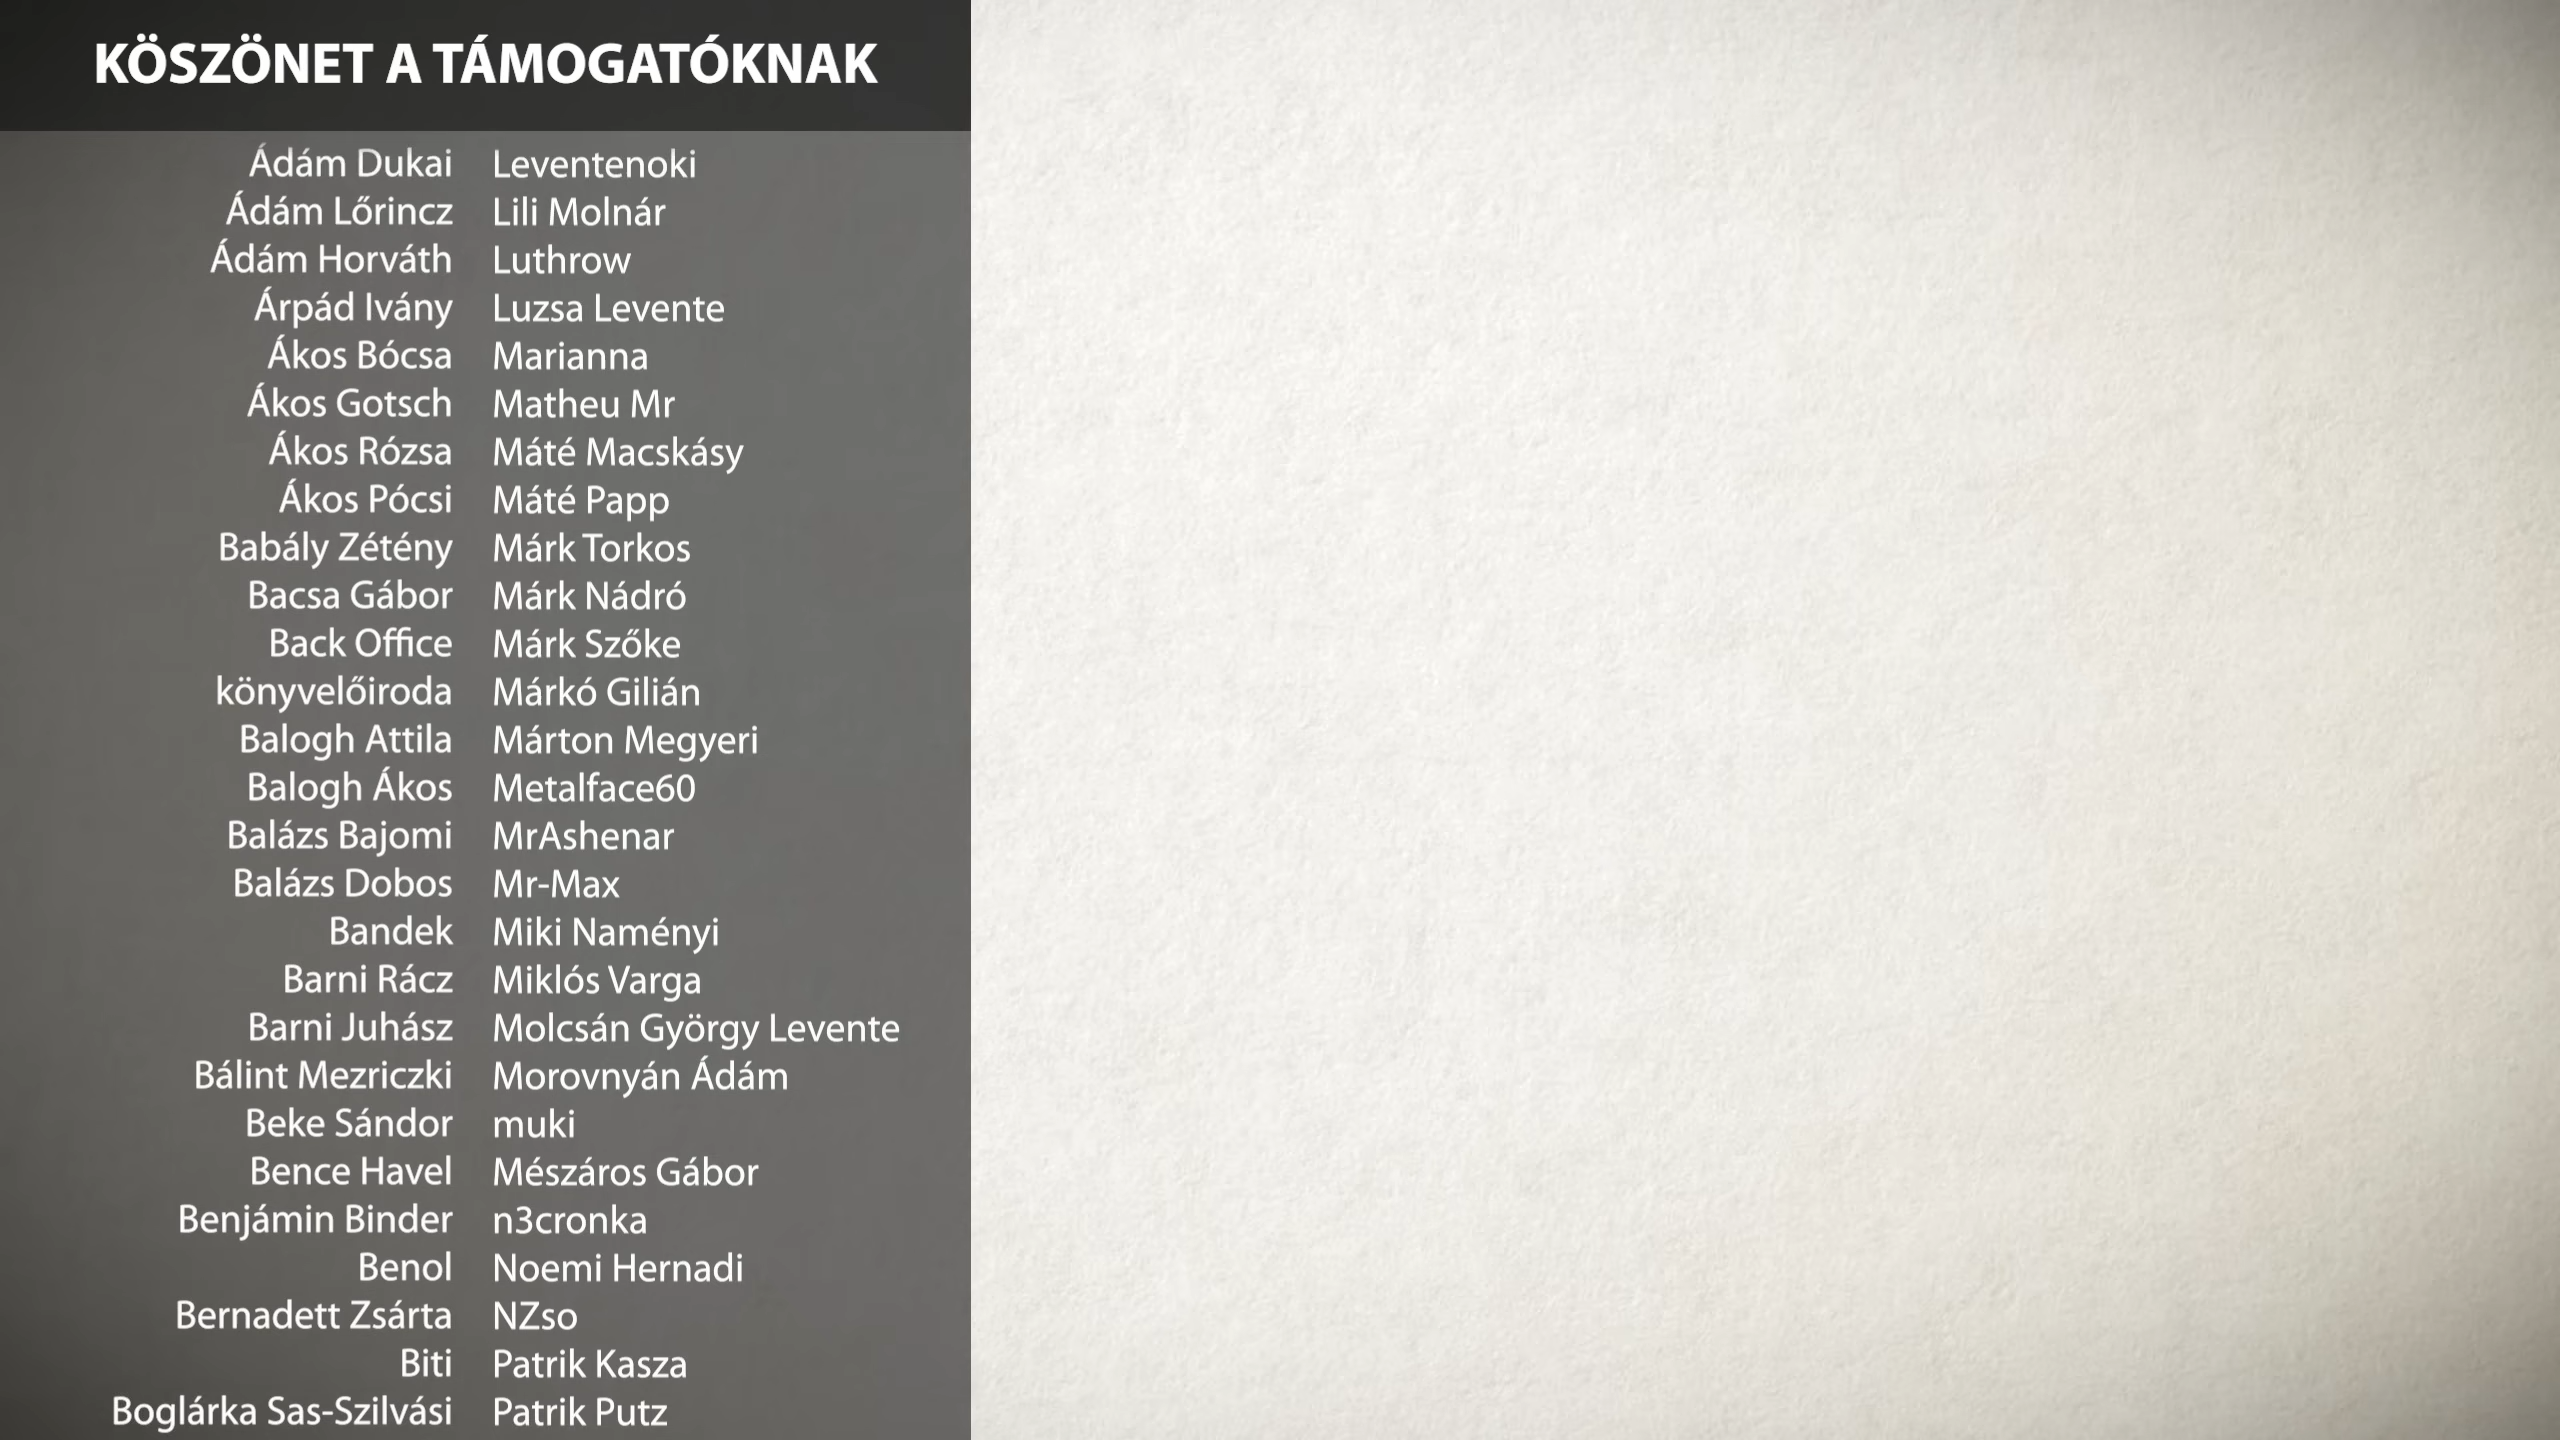 KÖSZÖNET A TÁMOGATÓKNAK
Ádám Dukai
Ádám Lőrincz
Ádám Horváth
Árpád Ivány
Ákos Bócsa
Ákos Gotsch
Ákos Rózsa
Ákos Pócsi
Babály Zétény
Bacsa Gábor
Back Office
könyvelőiroda
Balogh Attila
Balogh Ákos
Balázs Bajomi
Balázs Dobos
Bandek
Barni Rácz
Barni Juhász
Bálint Mezriczki
Beke Sándor
Bence Havel
Benjámin Binder
Benol
Bernadett Zsárta
Biti
Boglárka Sas-Szilvási
Leventenoki
Lili Molnár
Luthrow
Luzsa Levente
Marianna
Matheu Mr
Máté Macskásy
Máté Papp
Márk Torkos
Márk Nádró
Márk Szőke
Márkó Gilián
Márton Megyeri
Metalface60
MrAshenar
Mr-Max
Miki Naményi
Miklós Varga
Molcsán György Levente
Morovnyán Ádám
muki
Mészáros Gábor
n3cronka
Noemi Hernadi
NZso
Patrik Kasza
Patrik Putz